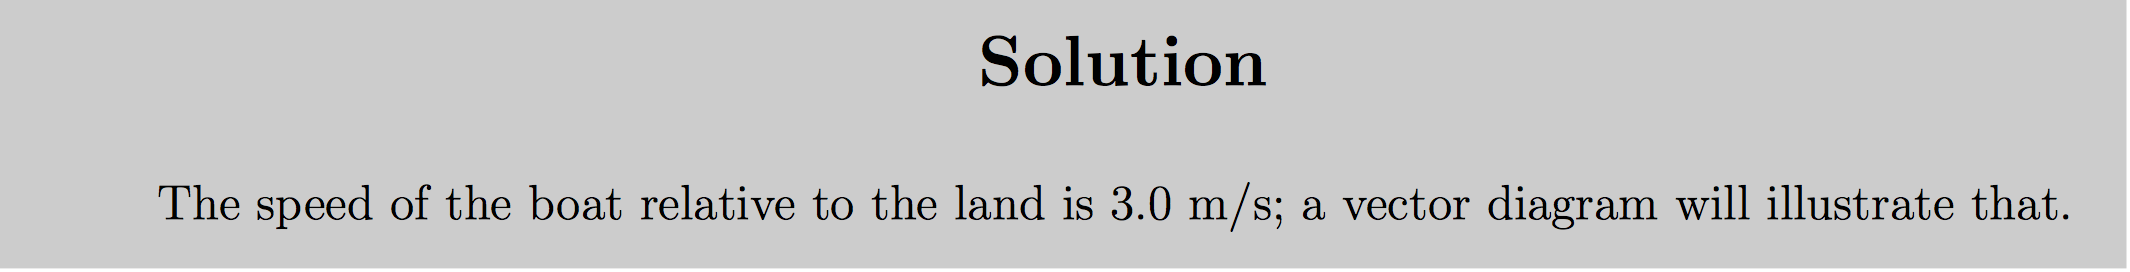 Solution
The speed of the boat relative to the land is 3.0 m/s; a vector diagram will illustrate that.